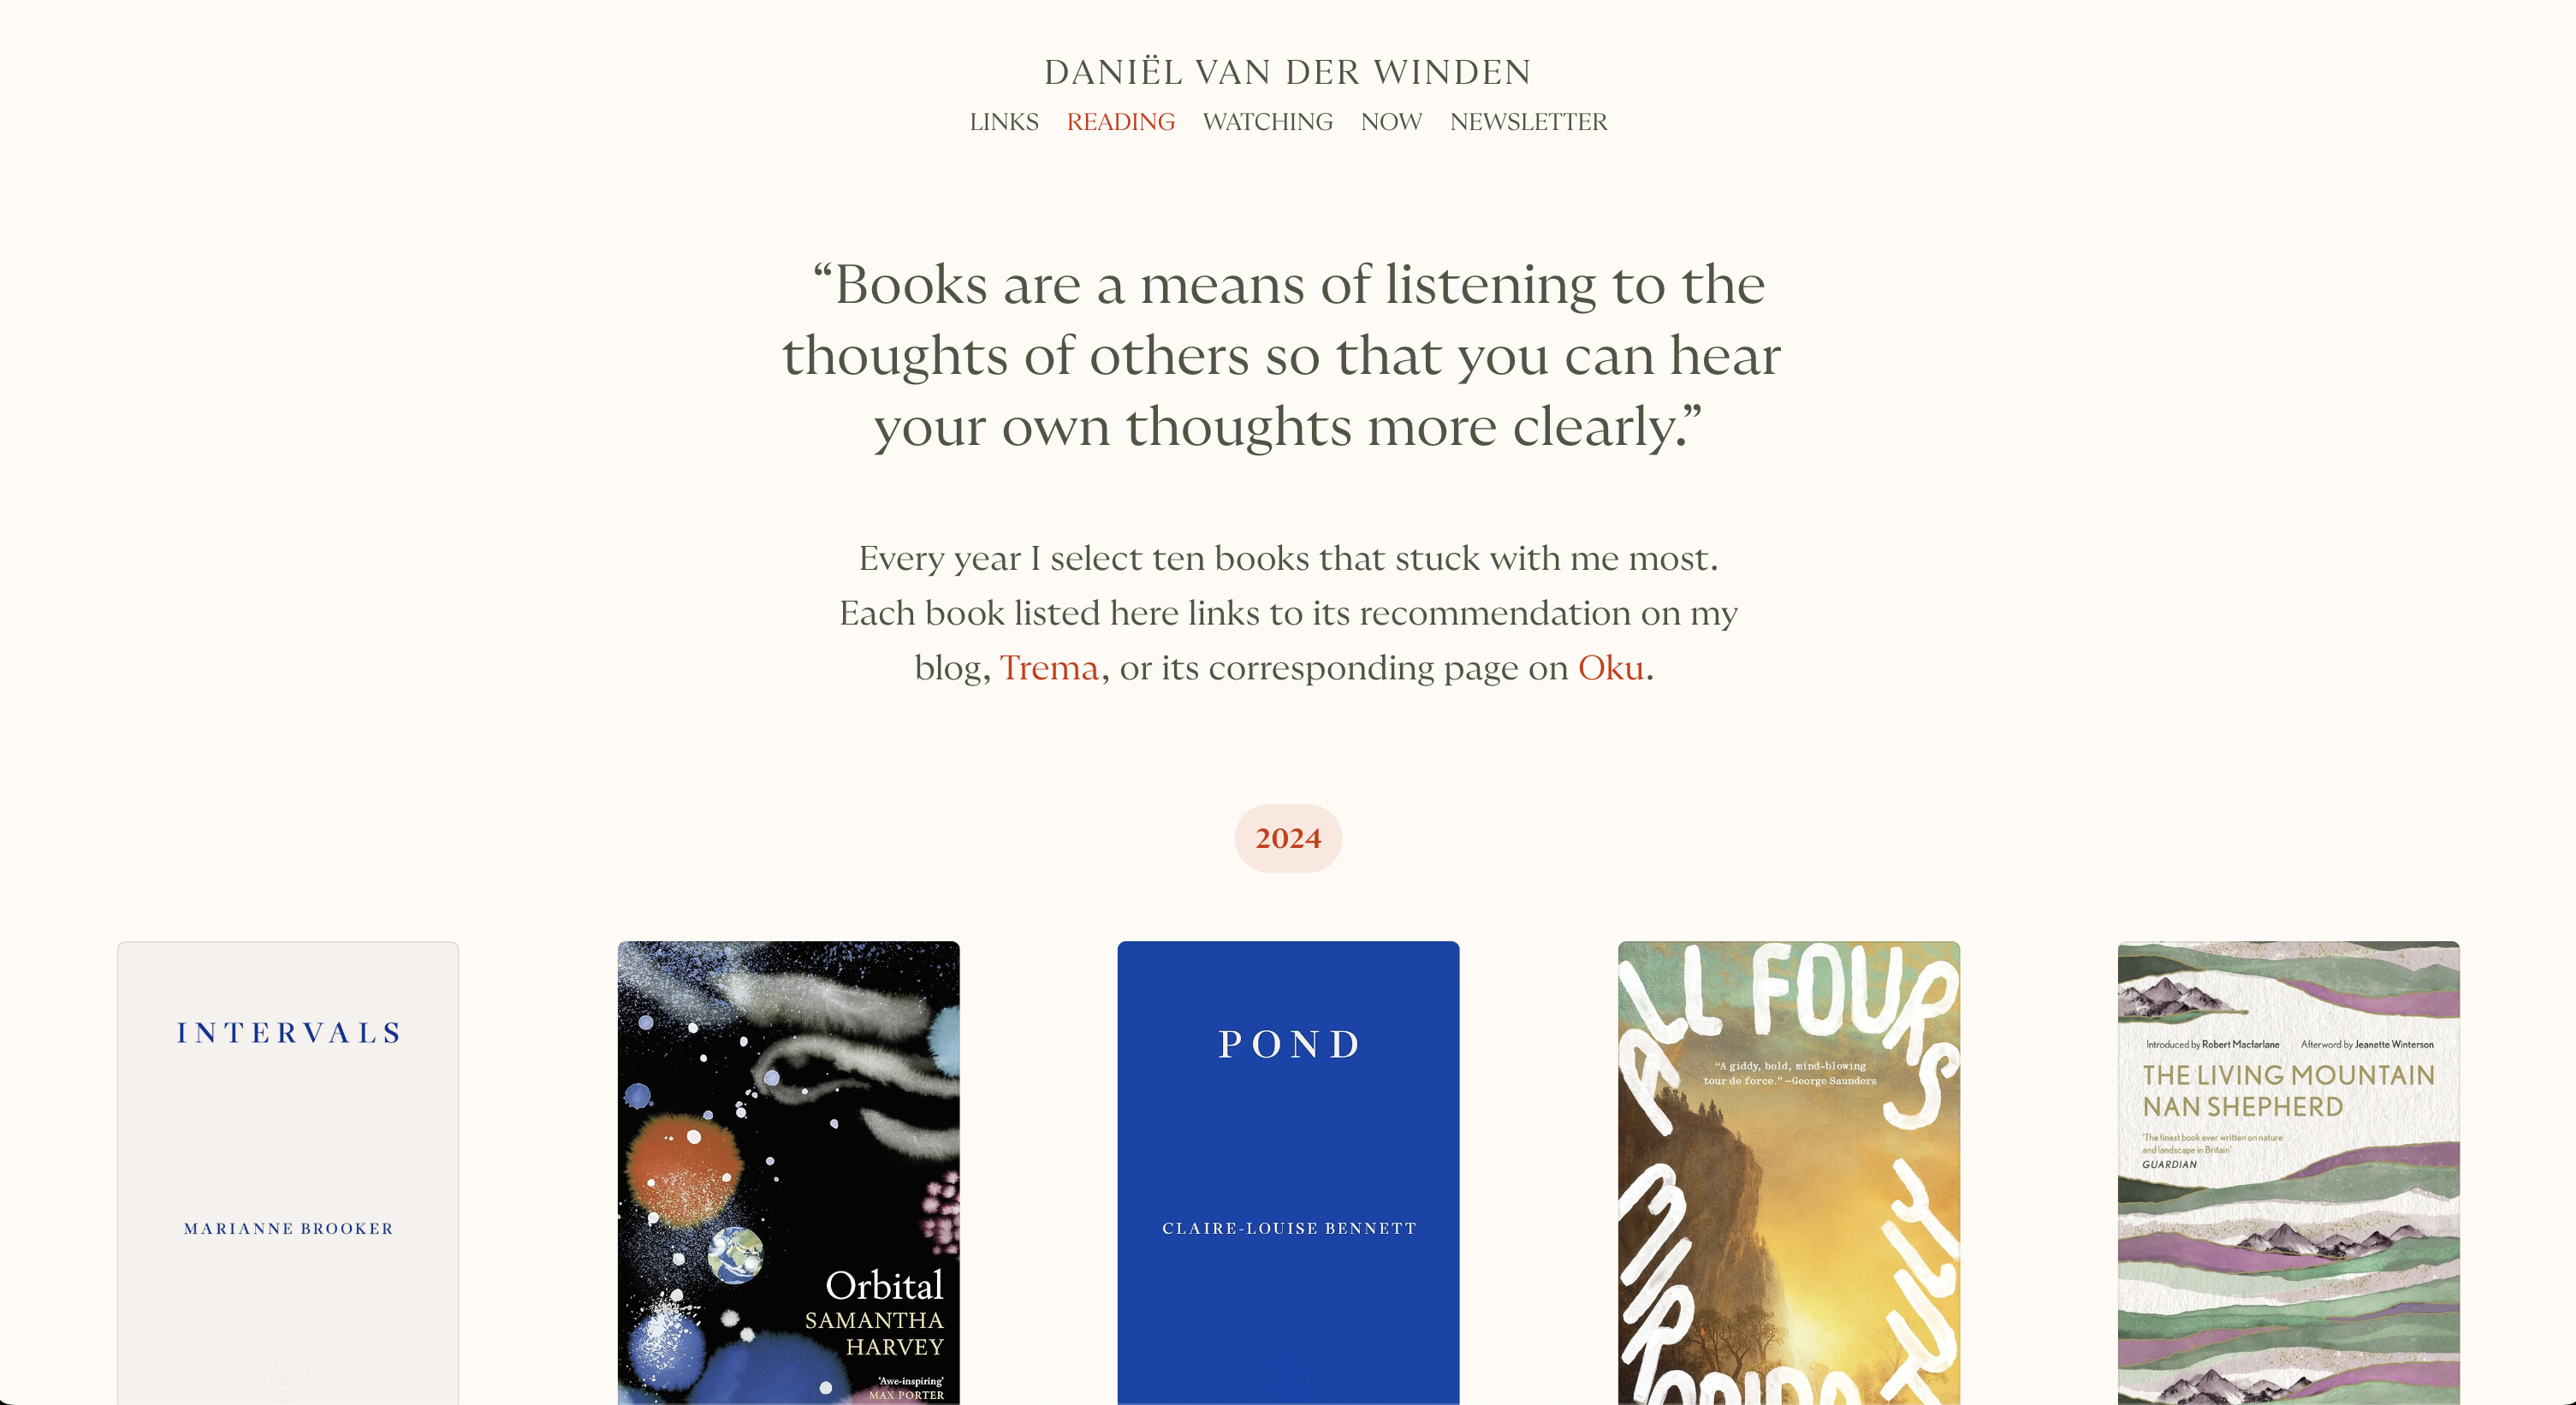 DANIËL VAN DER WINDEN
LINKS READING WATCHING NOW NEWSLETTER
“Books are a means of listening to the
thoughts of others so that you can hear
your own thoughts more clearly.”
Every year I select ten books that stuck with me most.
Each book listed here links to its recommendation on my
blog, Trema, or its corresponding page on Oku.
2024
INTERVALS
MARIANNE BROOKER
Orbital
SAMANTHA
HARVEY
‘Awe-inspiring’
MAX PORTER
POND
CLAIRE-LOUISE BENNETT
ALL FOURS
“A giddy, bold, mind-blowing
tour de force.” —George Saunders
MIRANDA
JULY
Introduced by Robert Macfarlane Afterword by Jeanette Winterson
THE LIVING MOUNTAIN
NAN SHEPHERD
‘The finest book ever written on nature
and landscape in Britain’
GUARDIAN